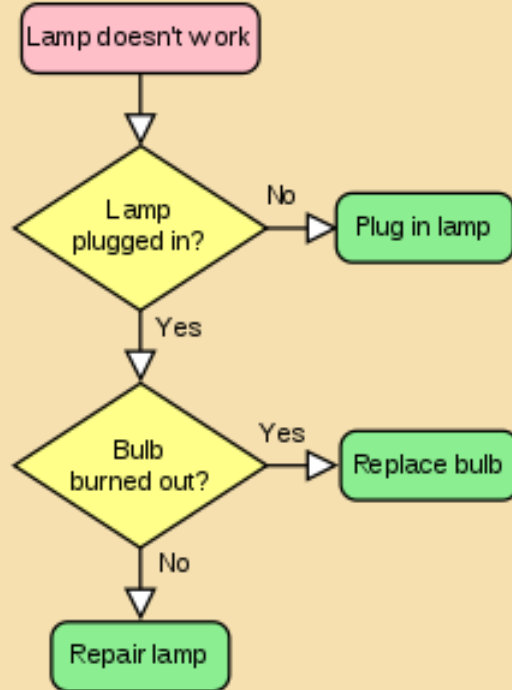 Lamp doesn't work
Lamp
plugged in?
No
Plug in lamp
Yes
Bulb
burned out?
Yes
Replace bulb
No
Repair lamp